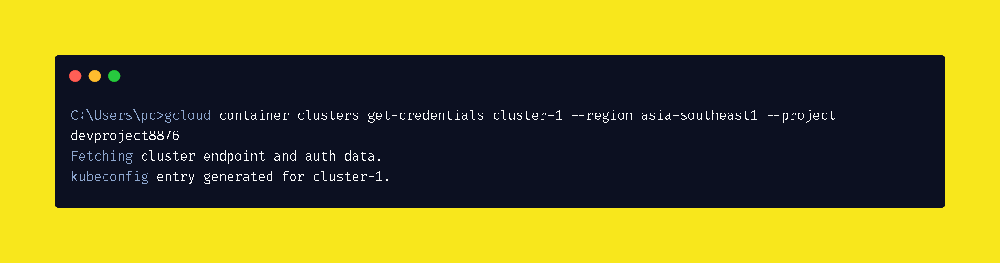 C:\Users\pc>gcloud container clusters get-credentials cluster-1 --region asia-southeast1 --project
devproject8876
Fetching cluster endpoint and auth data.
kubeconfig entry generated for cluster-1.